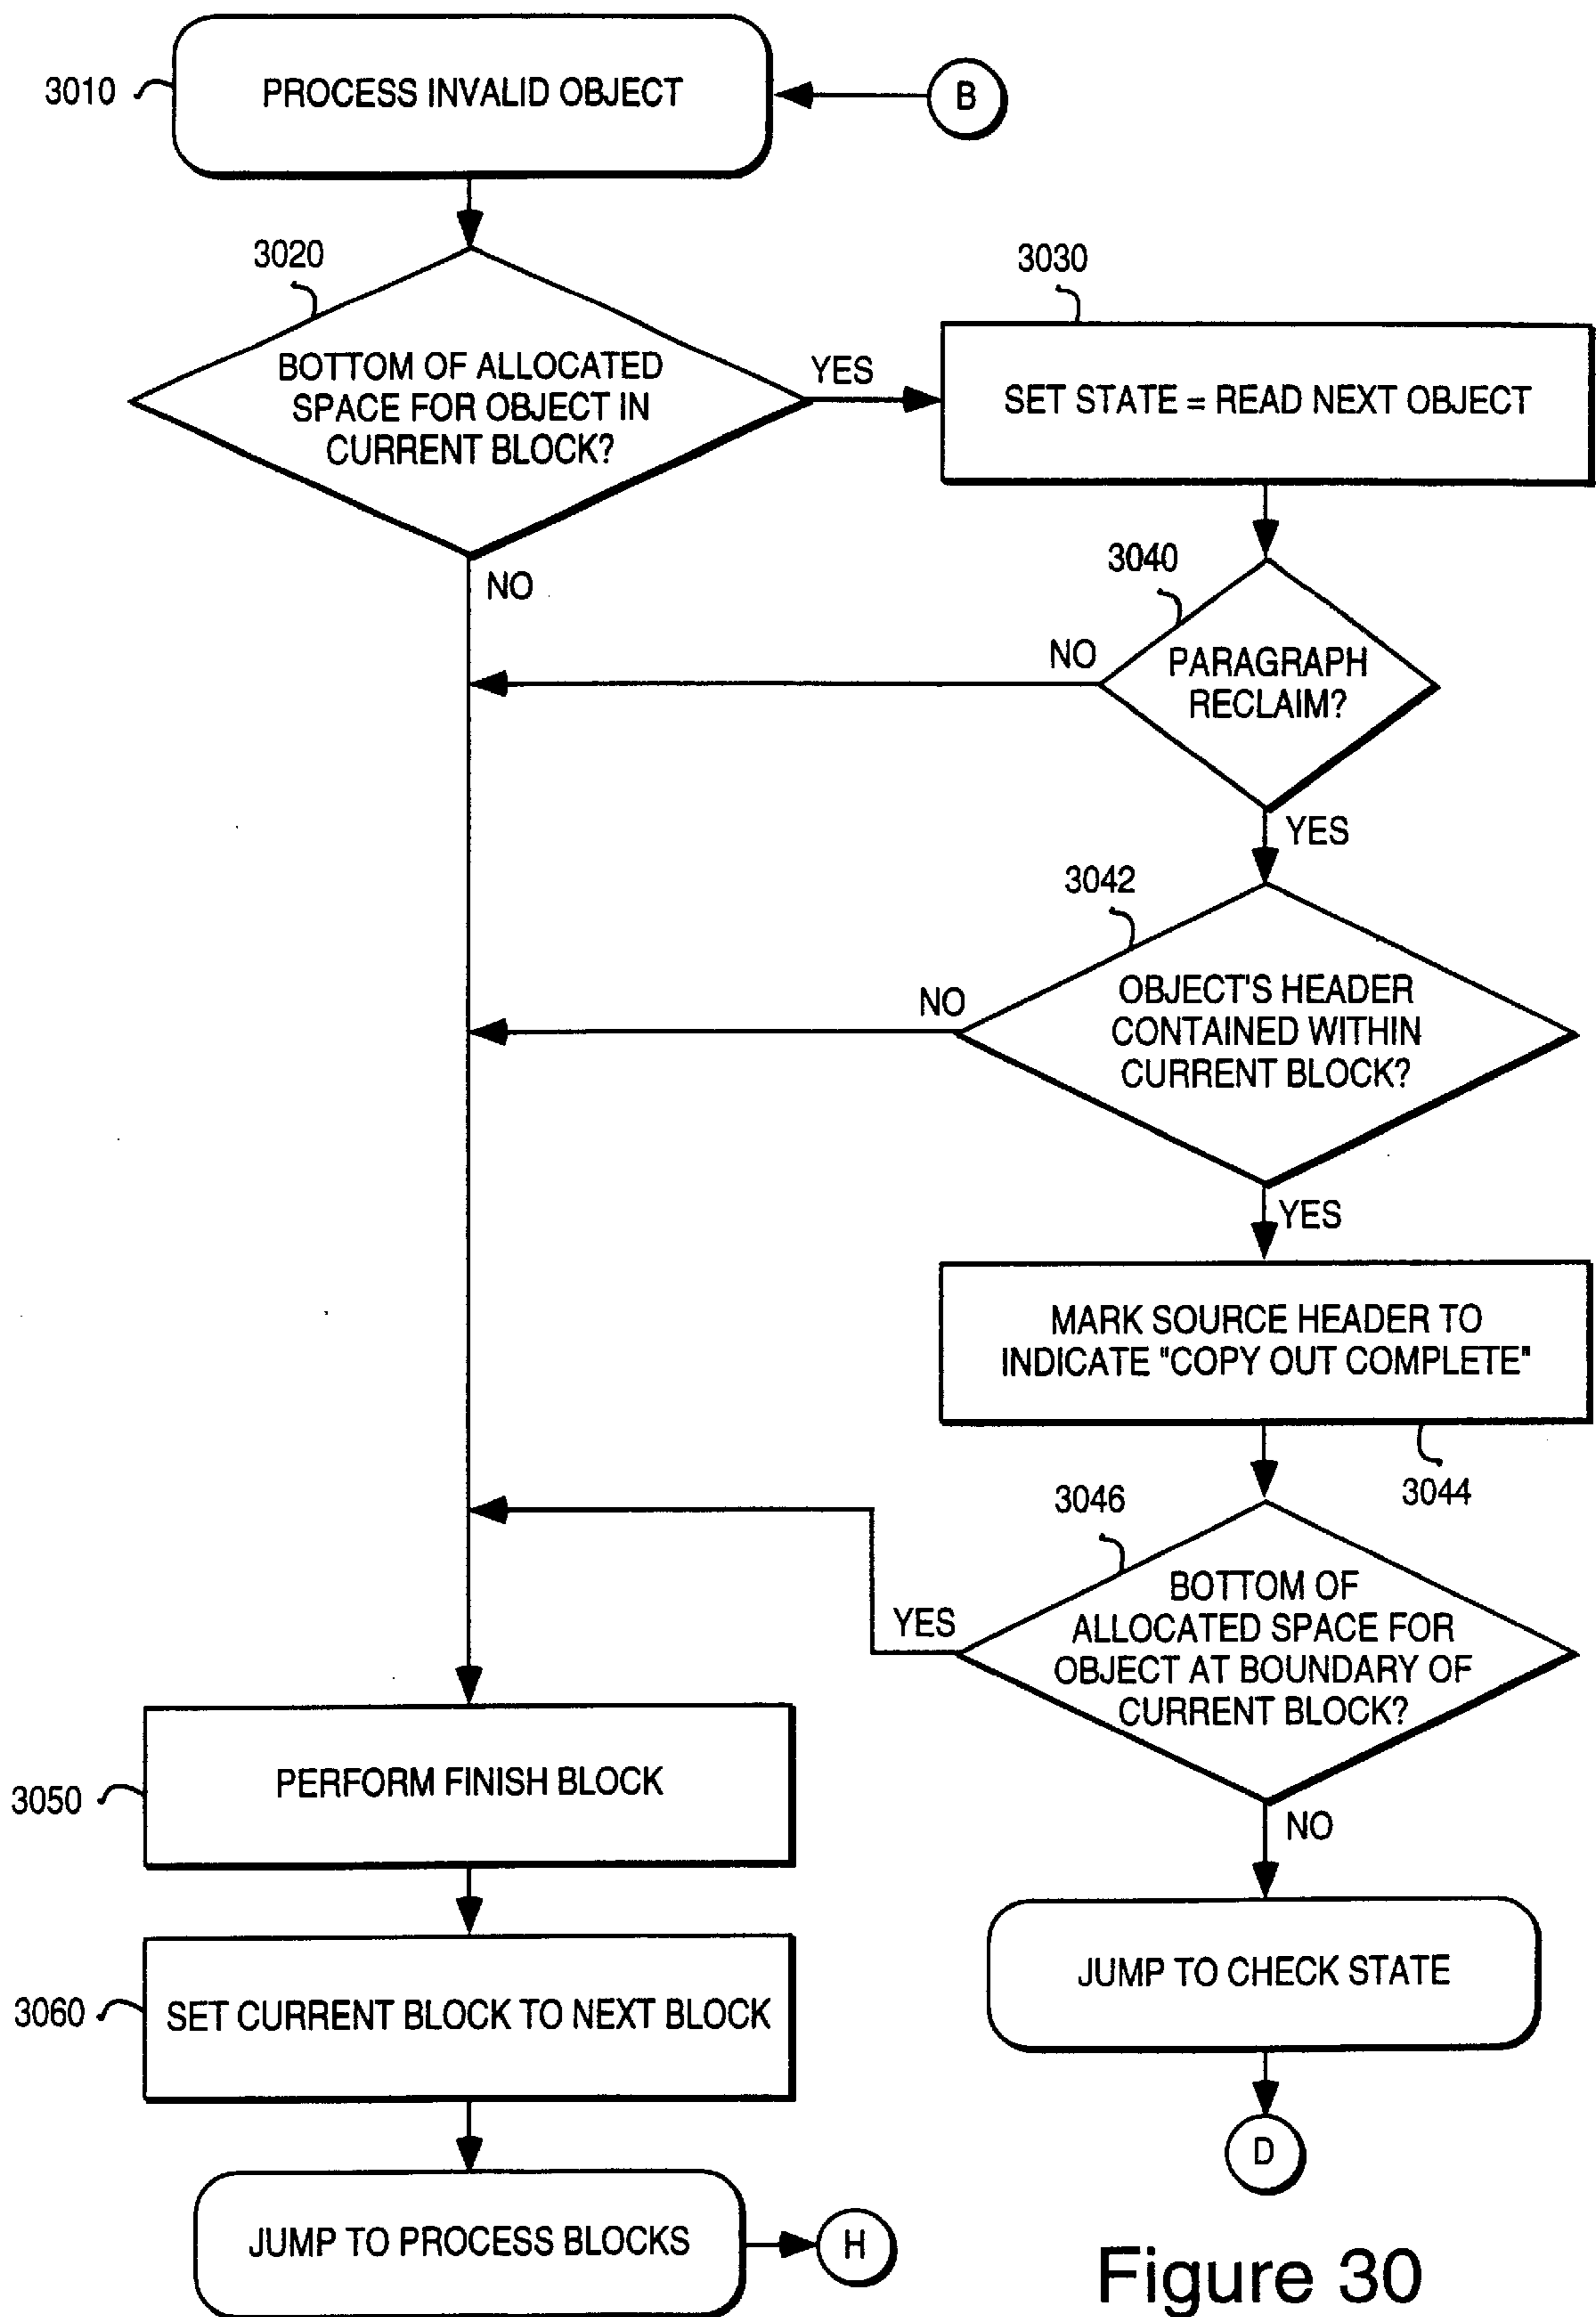 3010
PROCESS INVALID OBJECT
B
3020
BOTTOM OF ALLOCATED
SPACE FOR OBJECT IN
CURRENT BLOCK?
YES
NO
3030
SET STATE = READ NEXT OBJECT
3040
PARAGRAPH
RECLAIM?
NO
YES
3042
OBJECT'S HEADER
CONTAINED WITHIN
CURRENT BLOCK?
NO
YES
MARK SOURCE HEADER TO
INDICATE "COPY OUT COMPLETE"
3044
3046
BOTTOM OF
ALLOCATED SPACE FOR
OBJECT AT BOUNDARY OF
CURRENT BLOCK?
YES
NO
3050
PERFORM FINISH BLOCK
3060
SET CURRENT BLOCK TO NEXT BLOCK
JUMP TO CHECK STATE
D
JUMP TO PROCESS BLOCKS
H
Figure 30